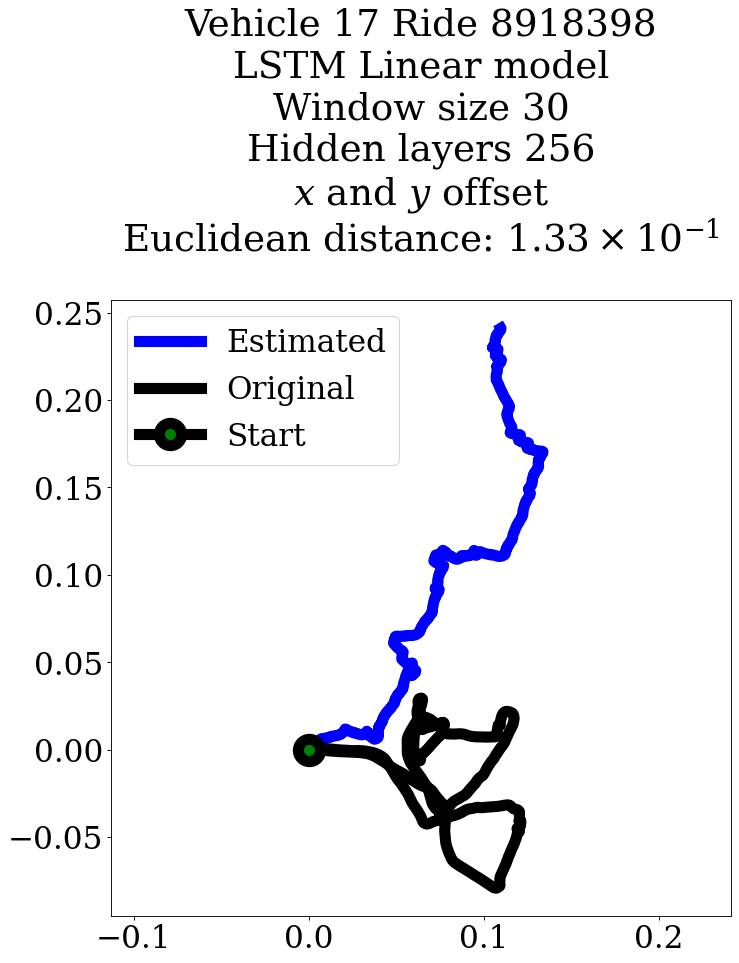 Vehicle 17 Ride 8918398
LSTM Linear model
Window size 30
Hidden layers 256
x and y offset
Euclidean distance: 1.33 × 10⁻¹
0.25
0.20
0.15
0.10
0.05
0.00
−0.05
Estimated
Original
Start
−0.1 0.0 0.1 0.2